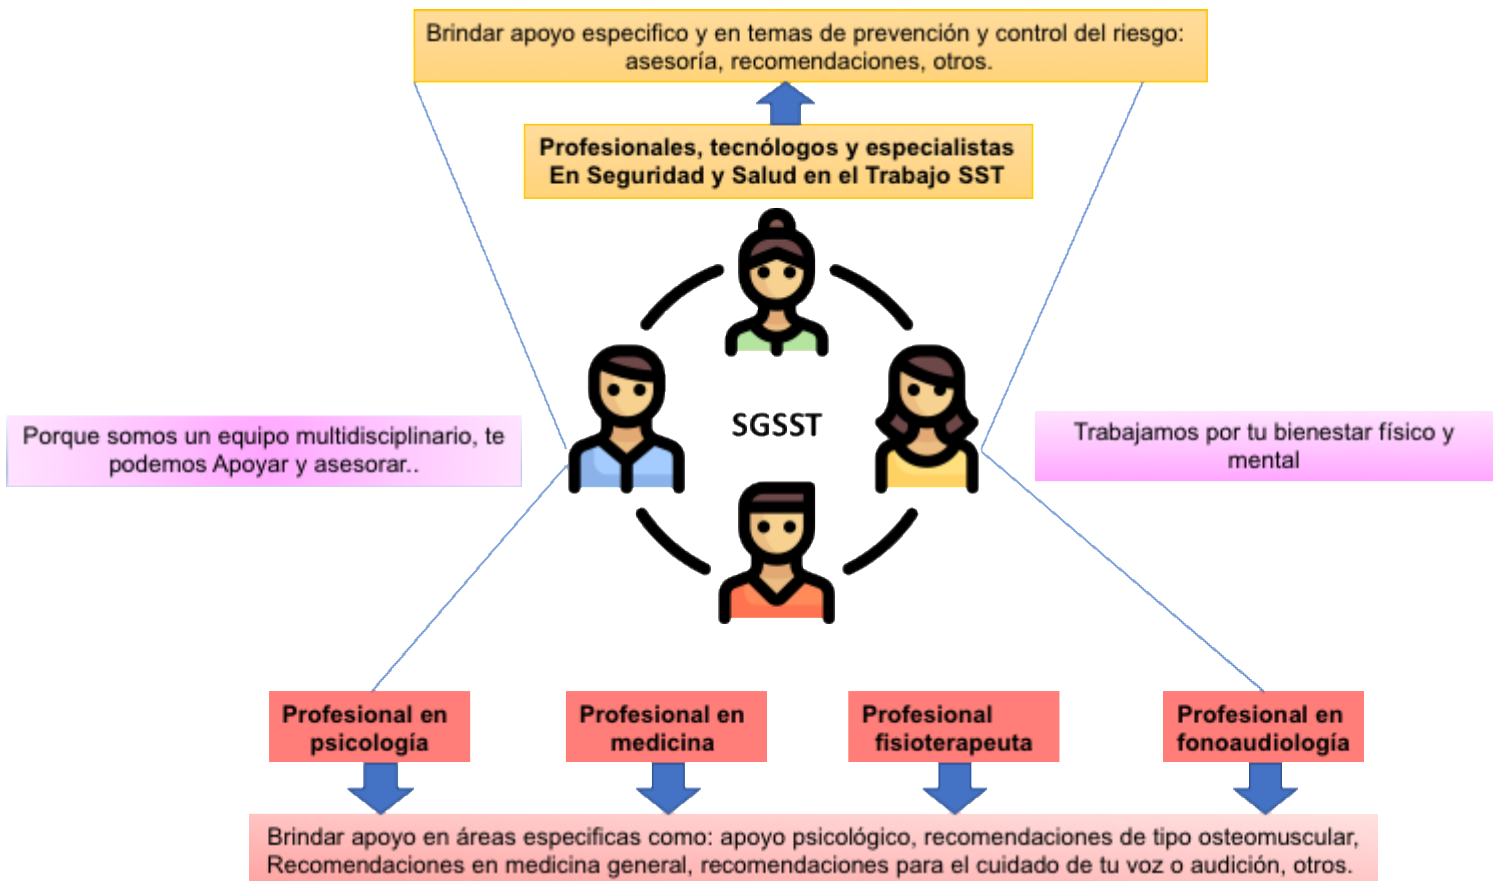 Brindar apoyo especifico y en temas de prevención y control del riesgo:
asesoría, recomendaciones, otros.
Profesionales, tecnólogos y especialistas
En Seguridad y Salud en el Trabajo SST
SGSST
Porque somos un equipo multidisciplinario, te
podemos Apoyar y asesorar..
Trabajamos por tu bienestar físico y
mental
Profesional en
psicología
Profesional en
medicina
Profesional
fisioterapeuta
Profesional en
fonoaudiología
Brindar apoyo en áreas especificas como: apoyo psicológico, recomendaciones de tipo osteomuscular,
Recomendaciones en medicina general, recomendaciones para el cuidado de tu voz o audición, otros.